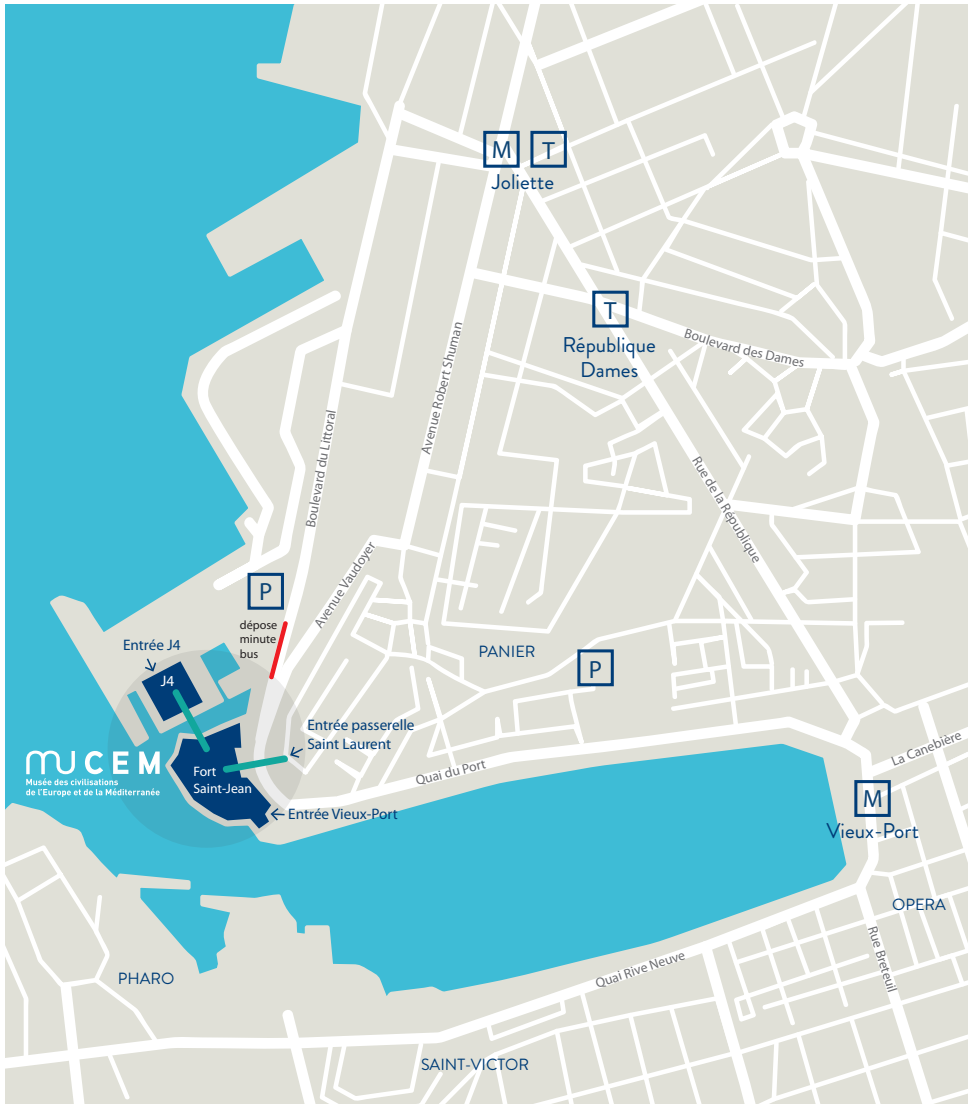 M T
Joliette
T
République
Dames
Boulevard des Dames
Avenue Robert Shuman
Boulevard du Littoral
Rue de la République
Avenue Vaudoyer
P
dépose
minute
bus
PANIER
P
Entrée J4
J4
Entrée passerelle
Saint Laurent
MUCEM
Musée des civilisations
de l'Europe et de la Méditerranée
Fort
Saint-Jean
Entrée Vieux-Port
Quai du Port
La Canebière
M
Vieux-Port
OPERA
Rue Breteuil
Quai Rive Neuve
PHARO
SAINT-VICTOR